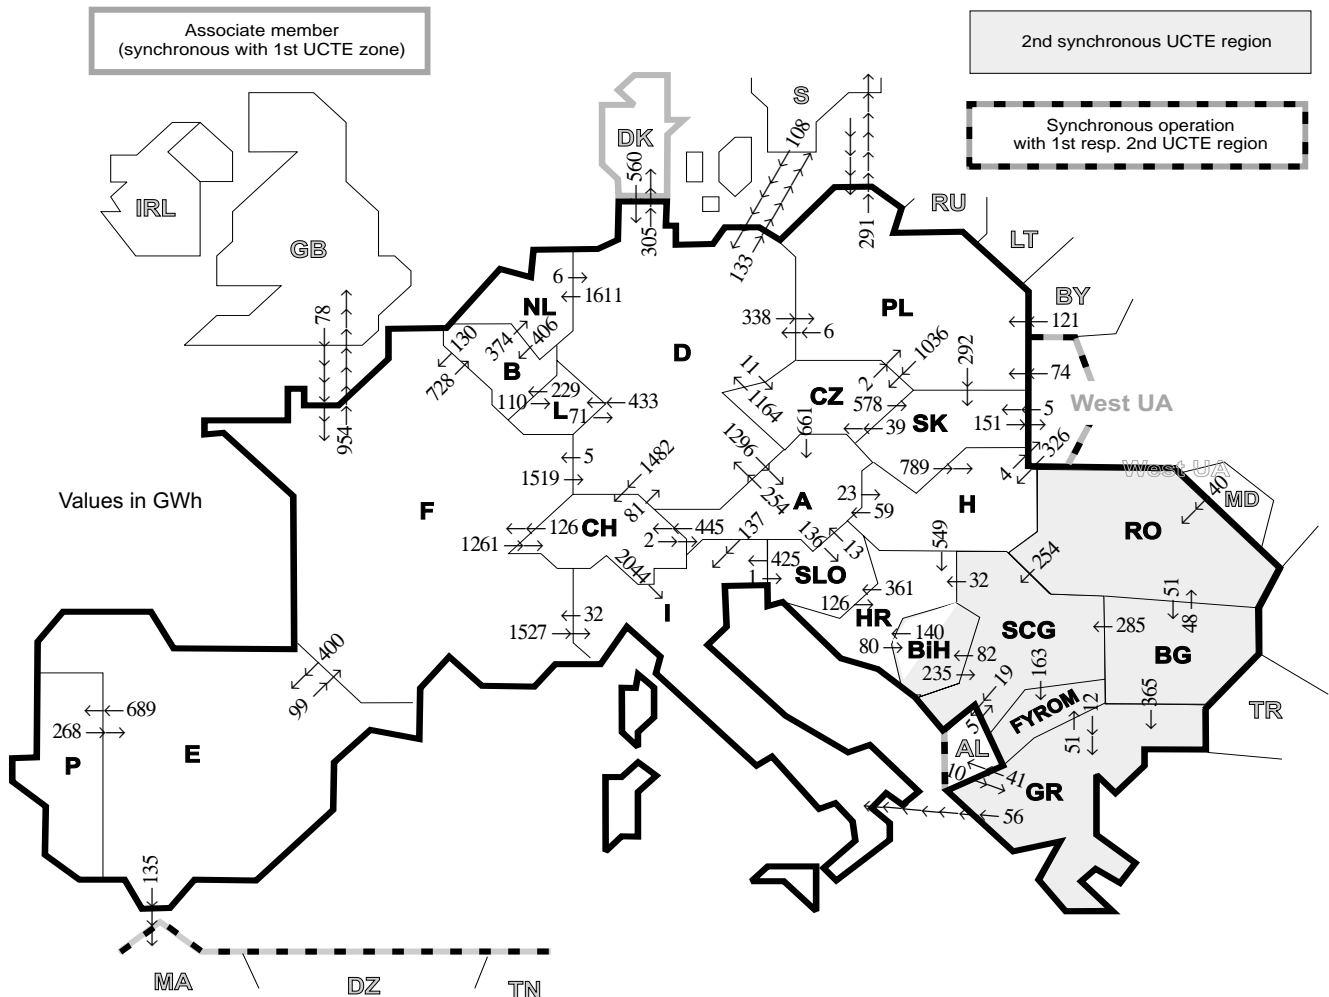 Associate member
(synchronous with 1st UCTE zone)
2nd synchronous UCTE region
Synchronous operation
with 1st resp. 2nd UCTE region
S
DK
108
560
IRL
GB
RU
LT
BY
305
133
291
78
954
6
1611
NL
130
374
406
728
B
229
110
L
71
433
D
338
6
PL
121
74
1036
292
2
11
1164
CZ
578
39
661
SK
5
151
326
4
West UA
West UA
40
MD
Values in GWh
F
5
1519
1482
81
1296
254
A
23
59
789
H
RO
126
1261
CH
445
2
137
136
13
549
254
2044
425
1
SLO
126
361
32
51
48
I
32
1527
HR
140
80
BiH
82
235
SCG
285
BG
400
99
19
163
5
FYROM
12
365
51
TR
689
268
P
E
AL
10
41
GR
56
135
MA
DZ
TN